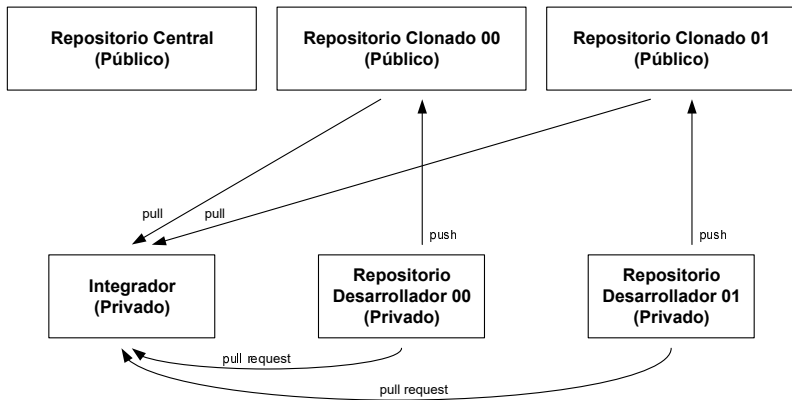 Repositorio Central
(Público)
Repositorio Clonado 00
(Público)
Repositorio Clonado 01
(Público)
pull
pull
push
push
Integrador
(Privado)
Repositorio
Desarrollador 00
(Privado)
Repositorio
Desarrollador 01
(Privado)
pull request
pull request